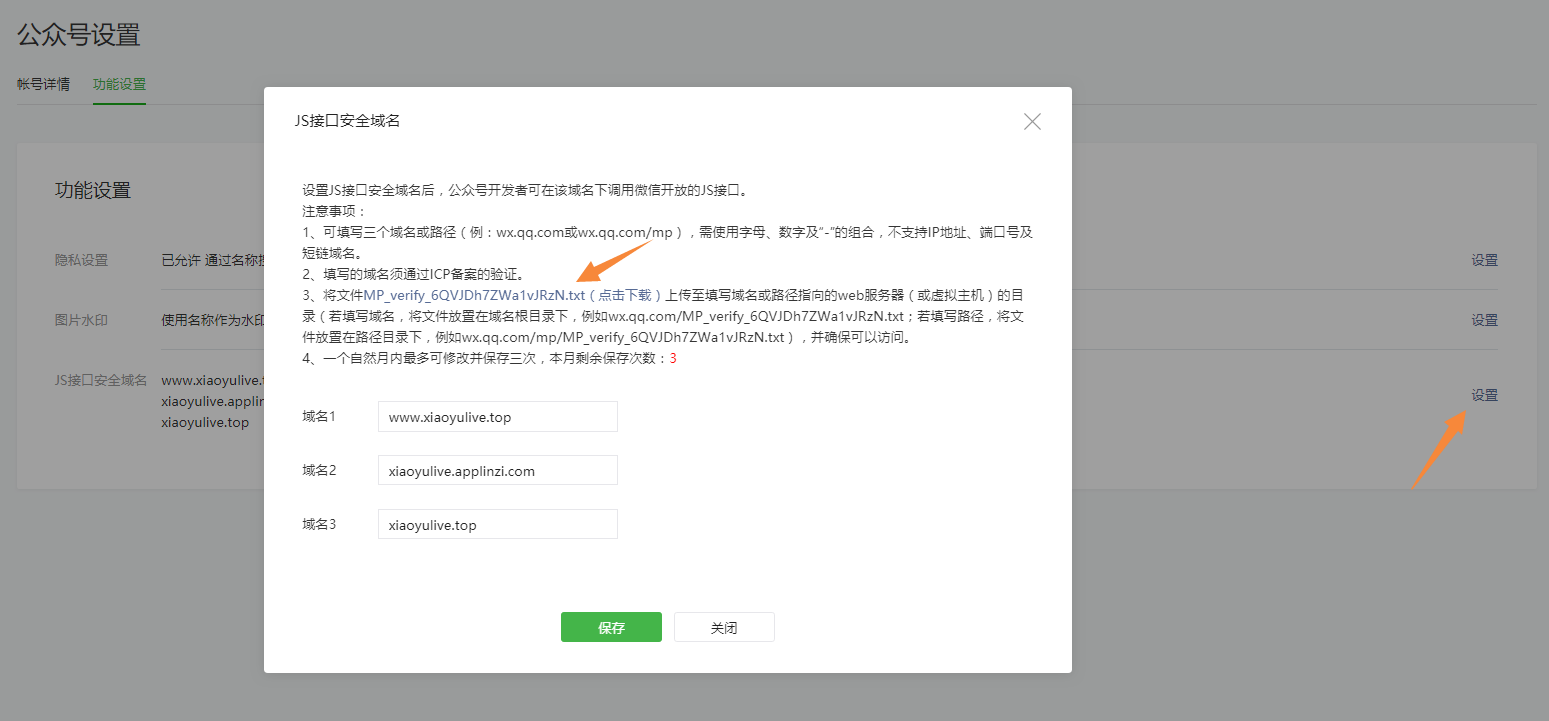 公众号设置
帐号详情 功能设置
JS接口安全域名
设置JS接口安全域名后，公众号开发者可在该域名下调用微信开放的JS接口。
注意事项：
1、可填写三个域名或路径（例：wx.qq.com或wx.qq.com/mp），需使用字母、数字及“-”的组合，不支持IP地址、端口号及
短链域名。
2、填写的域名须通过ICP备案的验证。
3、将文件MP_verify_6QVJDh7ZWa1vJRzN.txt（点击下载）上传至填写域名或路径指向的web服务器（或虚拟主机）的目
录（若填写域名，将文件放置在域名根目录下，例如wx.qq.com/MP_verify_6QVJDh7ZWa1vJRzN.txt；若填写路径，将文
件放置在路径目录下，例如wx.qq.com/mp/MP_verify_6QVJDh7ZWa1vJRzN.txt），并确保可以访问。
4、一个自然月内最多可修改并保存三次，本月剩余保存次数：3
域名1 www.xiaoyulive.top
域名2 xiaoyulive.applinzi.com
域名3 xiaoyulive.top
保存 关闭
功能设置
隐私设置 已允许 通过名称 设置
图片水印 使用名称作为水印 设置
JS接口安全域名 www.xiaoyulive. 设置
xiaoyulive.applin
xiaoyulive.top